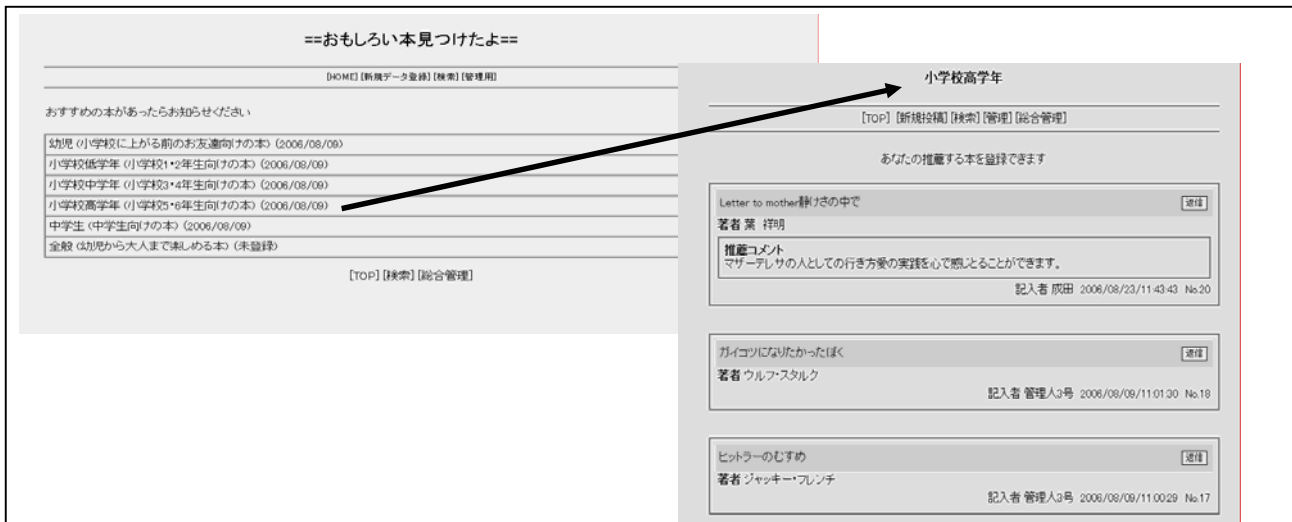 ==おもしろい本見つけたよ==
[HOME] [新規データ登録] [検索] [管理用]
おすすめの本があったらお知らせください
幼児 (小学校に上がる前のお友達向けの本) (2006/08/09)
小学校低学年 (小学校1・2年生向けの本) (2006/08/09)
小学校中学年 (小学校3・4年生向けの本) (2006/08/09)
小学校高学年 (小学校5・6年生向けの本) (2006/08/09)
中学生 (中学生向けの本) (2006/08/09)
全般 (幼児から大人まで楽しめる本) (未登録)
[TOP] [検索] [総合管理]
小学校高学年
[TOP] [新規投稿] [検索] [管理] [総合管理]
あなたの推薦する本を登録できます
Letter to mother静けさの中で 返信
著者 葉 祥明
推薦コメント
マザーテレサの人としての行き方愛の実践を心で感じとることができます。
記入者 成田 2006/08/23/11:43:43 No.20
ガイコツになりたかったぼく 返信
著者 ウルフ・スタルク
記入者 管理人3号 2006/08/09/11:01:30 No.18
ヒットラーのむすめ 返信
著者 ジャッキー・フレンチ
記入者 管理人3号 2006/08/09/11:00:29 No.17